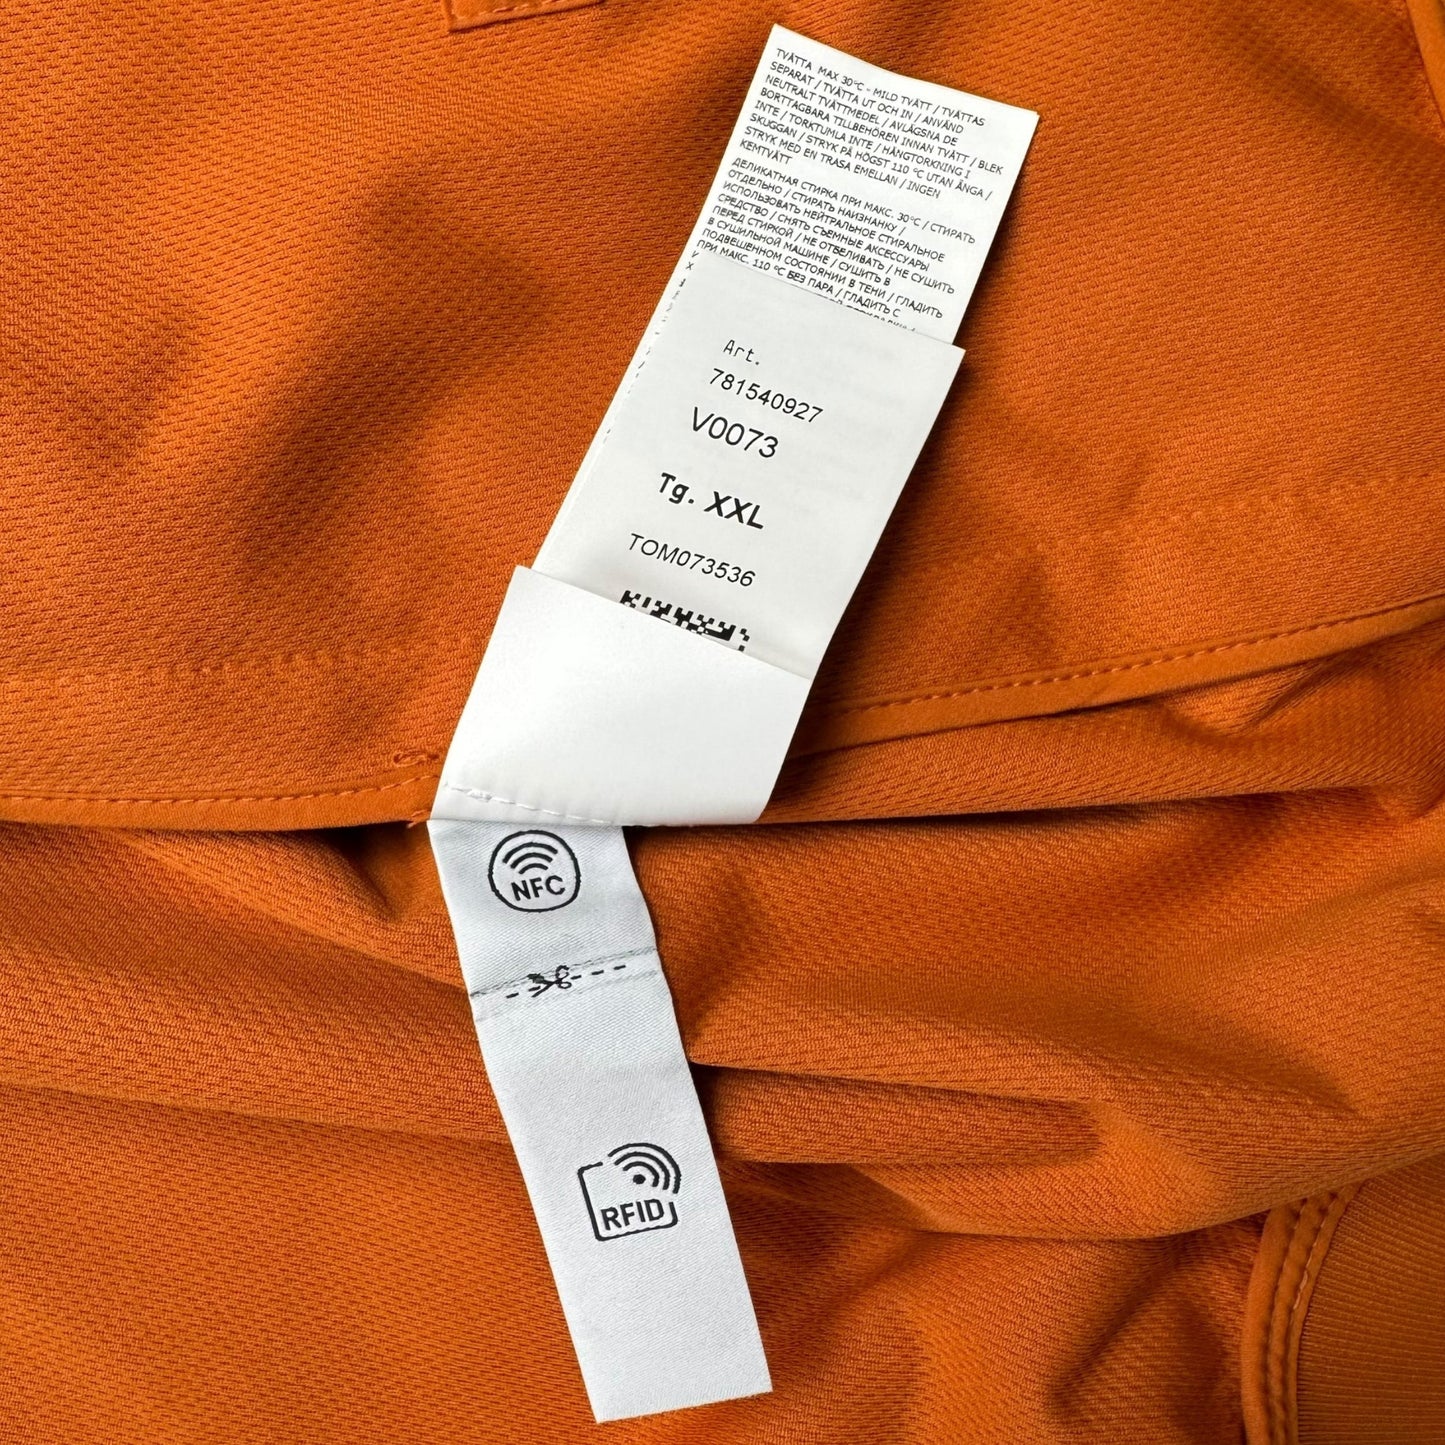 TVÄTTA MAX 30°C - MILD TVÄTT / TVÄTTAS
SEPARAT / TVÄTTA UT OCH IN / ANVÄND
NEUTRALT TVÄTTMEDEL / AVLÄGSNA DE
BORTTAGBARA TILLBEHÖREN INNAN TVÄTT / BLEK
INTE / TORKTUMLA INTE / HÄNGTORKNING I
SKUGGAN / STRYK PÅ HÖGST 110 °C UTAN ÅNGA /
STRYK MED EN TRASA EMELLAN / INGEN
KEMTVÄTT
ДЕЛИКАТНАЯ СТИРКА ПРИ МАКС. 30°C / СТИРАТЬ
ОТДЕЛЬНО / СТИРАТЬ НАИЗНАНКУ /
ИСПОЛЬЗОВАТЬ НЕЙТРАЛЬНОЕ СТИРАЛЬНОЕ
СРЕДСТВО / СНЯТЬ СЪЕМНЫЕ АКСЕССУАРЫ
ПЕРЕД СТИРКОЙ / НЕ ОТБЕЛИВАТЬ / НЕ СУШИТЬ
В СУШИЛЬНОЙ МАШИНЕ / СУШИТЬ В
ПОДВЕШЕННОМ СОСТОЯНИИ В ТЕНИ / ГЛАДИТЬ
ПРИ МАКС. 110 °C БЕЗ ПАРА / ГЛАДИТЬ С
Art.
781540927
V0073
Tg. XXL
TOM073536
NFC
RFID